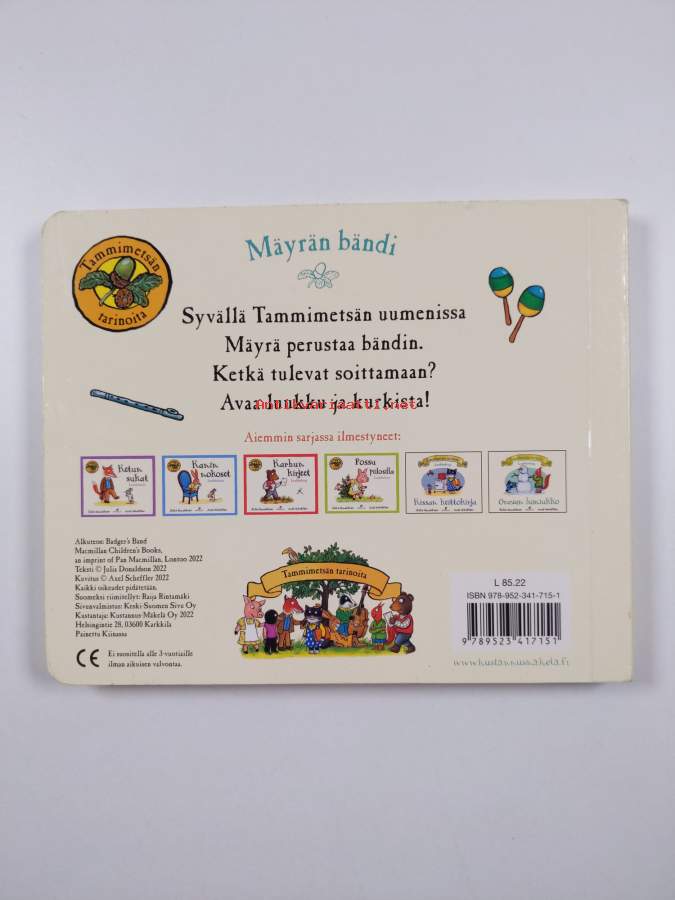 Mäyrän bändi
Tammimetsän
tarinoita
Syvällä Tammimetsän uumenissa
Mäyrä perustaa bändin.
Ketkä tulevat soittamaan?
Avaa luukku ja kurkista!
Antikvariaatti.net
Aiemmin sarjassa ilmestyneet:
Ketun
sukat
Kanin
nokoset
Karhun
kirjeet
Possu
piilosilla
Kissan keittokirja
Oravan lumiukko
Alkuteos: Badger's Band
Macmillan Children's Books,
an imprint of Pan Macmillan, Lontoo 2022
Teksti © Julia Donaldson 2022
Kuvitus © Axel Scheffler 2022
Kaikki oikeudet pidätetään.
Suomeksi riimitellyt: Raija Rintamäki
Sivunvalmistus: Keski-Suomen Sivu Oy
Kustantaja: Kustannus-Mäkelä Oy 2022
Helsingintie 28, 03600 Karkkila
Painettu Kiinassa
CE
Ei suositella alle 3-vuotiaille
ilman aikuisen valvontaa.
Tammimetsän tarinoita
L 85.22
ISBN 978-952-341-715-1
9 789523 417151
www.kustannusmakela.fi